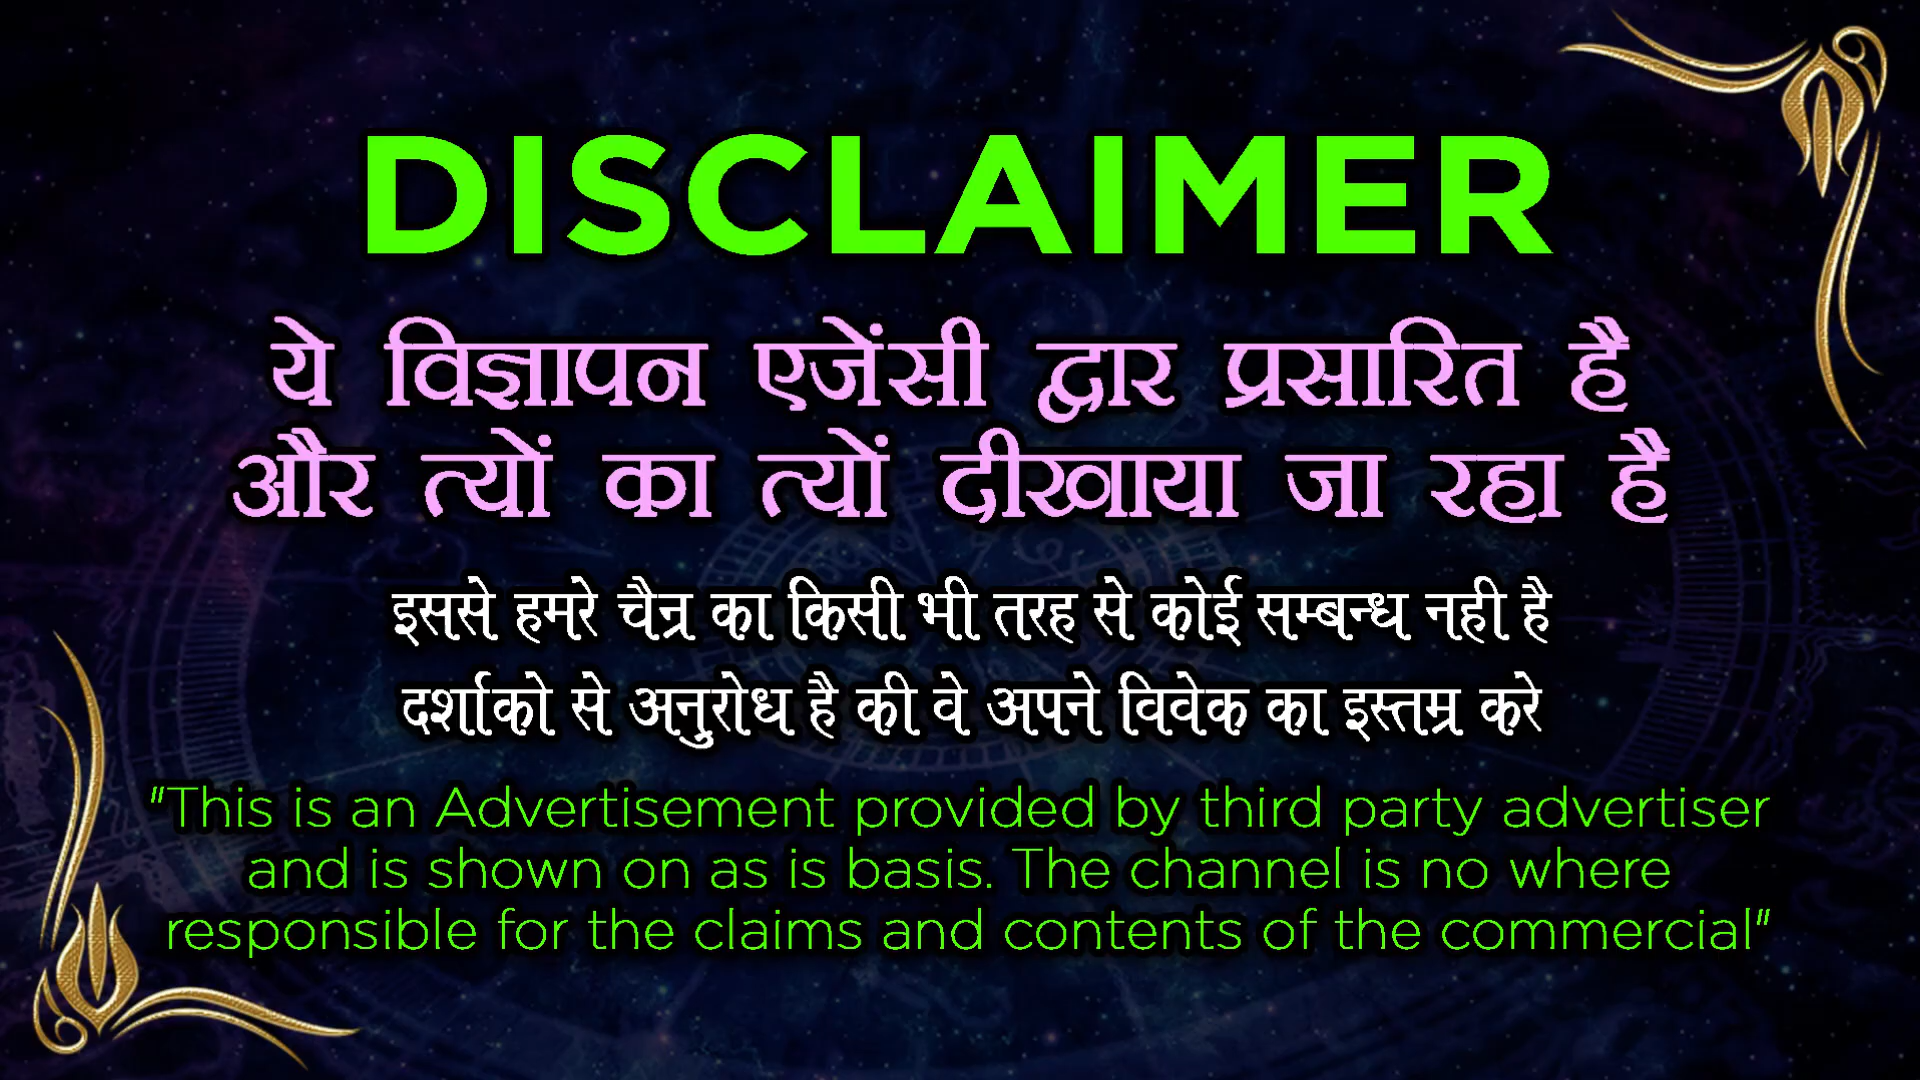 DISCLAIMER
ये विज्ञापन एजेंसी द्वार प्रसारित है
और त्यों का त्यों दीखाया जा रहा है
इससे हमरे चैन्र का किसी भी तरह से कोई सम्बन्ध नही है
दर्शाको से अनुरोध है की वे अपने विवेक का इस्तम्र करे
"This is an Advertisement provided by third party advertiser
and is shown on as is basis. The channel is no where
responsible for the claims and contents of the commercial"